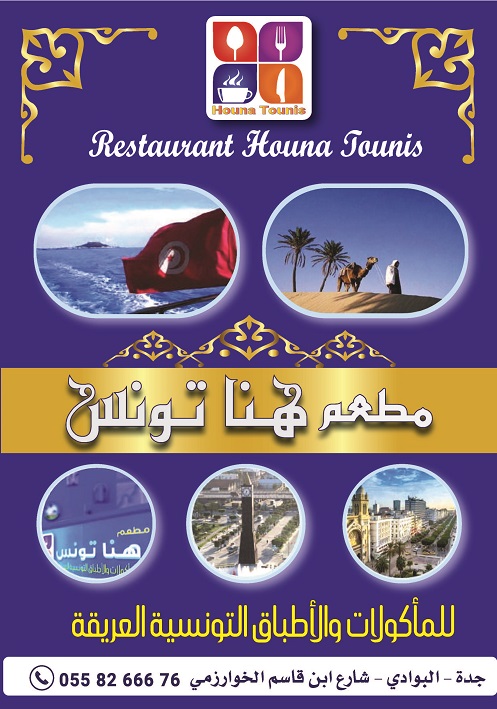 Houna Tounis
Restaurant Houna Tounis
مطعم هنا تونس
مطعم
هنا تونس
للمأكولات والأطباق التونسية العريقة
جدة - البوادي - شارع ابن قاسم الخوارزمي 055 82 666 76